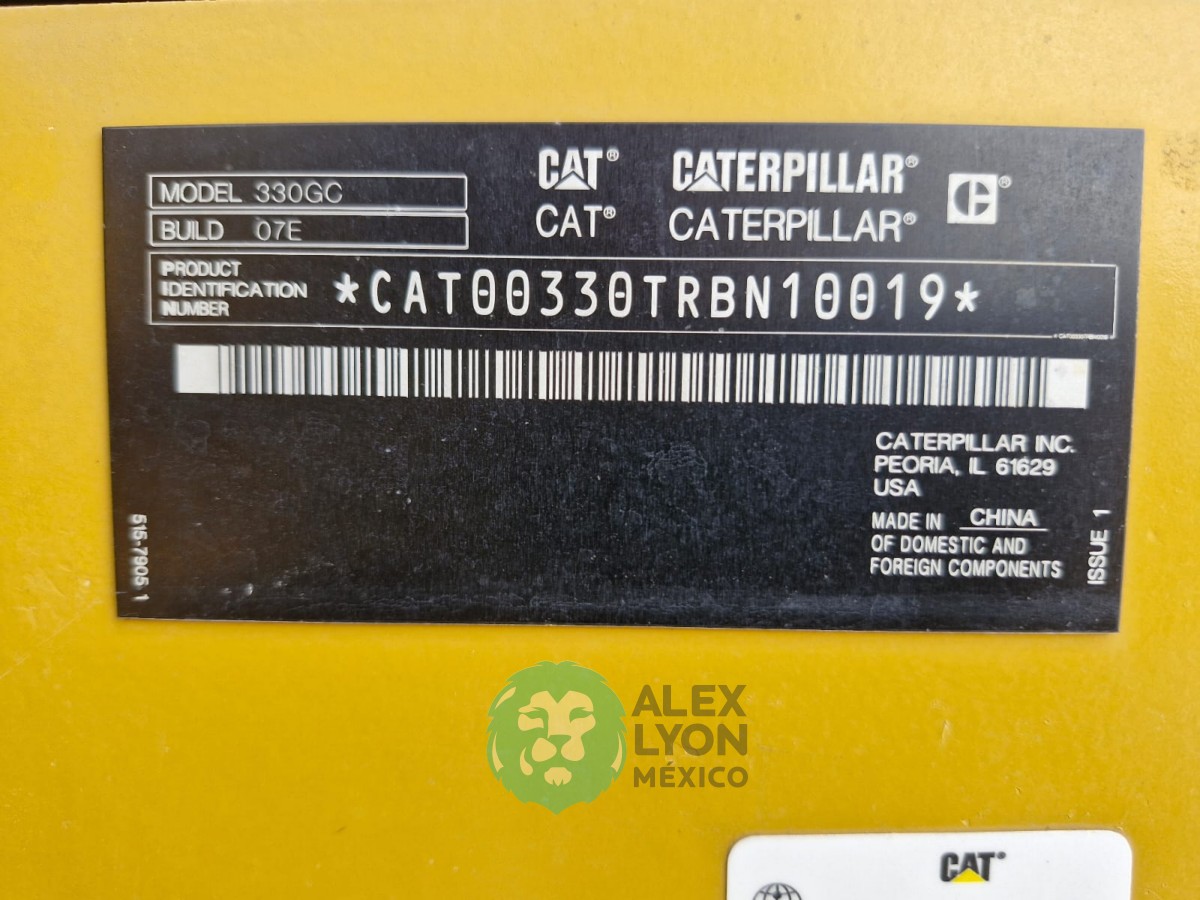 CAT® CATERPILLAR®
CAT® CATERPILLAR®
MODEL 330GC
BUILD 07E
PRODUCT
IDENTIFICATION
NUMBER
*CAT00330TRBN10019*
CATERPILLAR INC.
PEORIA, IL 61629
USA
MADE IN CHINA
OF DOMESTIC AND
FOREIGN COMPONENTS
515-7905 1
ISSUE 1
ALEX
LYON
MÉXICO
CAT®